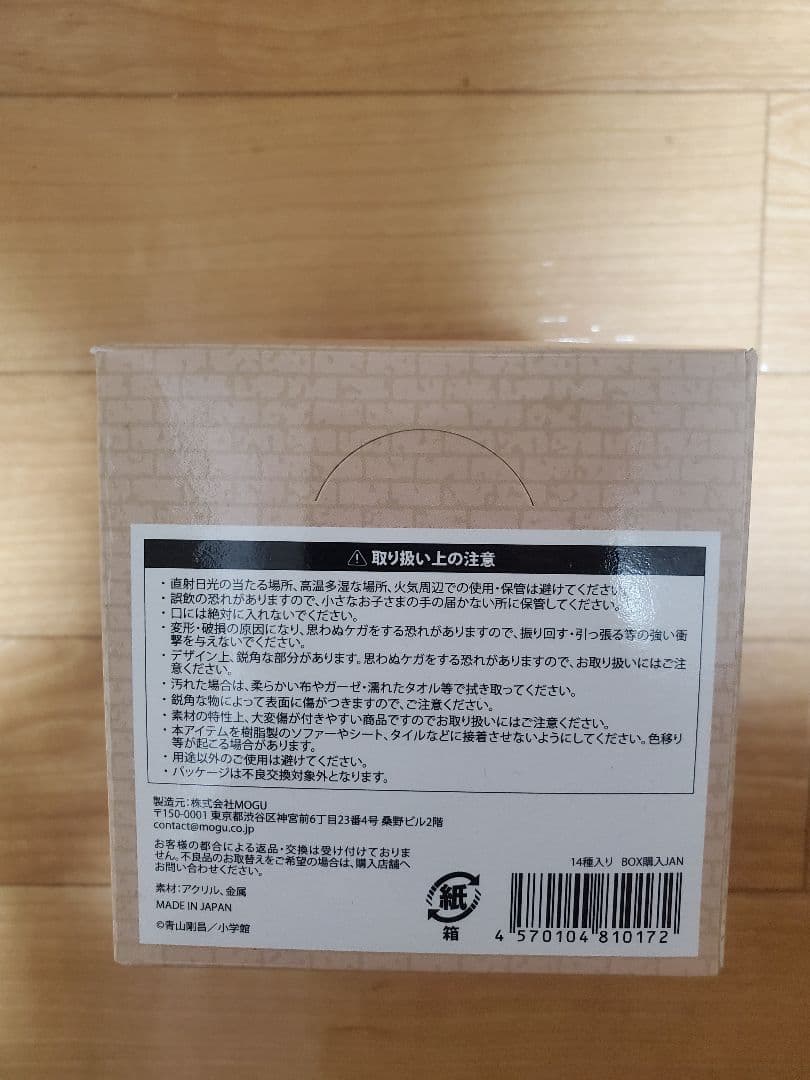 ⚠ 取り扱い上の注意
・直射日光の当たる場所、高温多湿な場所、火気周辺での使用・保管は避けてください。
・誤飲の恐れがありますので、小さなお子さまの手の届かない所に保管してください。
・口には絶対に入れないでください。
・変形・破損の原因になり、思わぬケガをする恐れがありますので、振り回す・引っ張る等の強い衝
撃を与えないでください。
・デザイン上、鋭角な部分があります。思わぬケガをする恐れがありますので、お取り扱いにはご注
意ください。
・汚れた場合は、柔らかい布やガーゼ・濡れたタオル等で拭き取ってください。
・鋭角な物によって表面に傷がつきますので、ご注意ください。
・素材の特性上、大変傷が付きやすい商品ですのでお取り扱いにはご注意ください。
・本アイテムを樹脂製のソファーやシート、タイルなどに接着させないようにしてください。色移り
等が起こる場合があります。
・用途以外のご使用は避けてください。
・パッケージは不良交換対象外となります。
製造元：株式会社MOGU
〒150-0001 東京都渋谷区神宮前6丁目23番4号 桑野ビル2階
contact@mogu.co.jp
お客様の都合による返品・交換は受け付けておりま
せん。不良品のお取替えをご希望の場合は、購入店舗へ
お問い合わせください。
素材：アクリル、金属
MADE IN JAPAN
©青山剛昌／小学館
紙
箱
14種入り BOX購入JAN
4 570104 810172